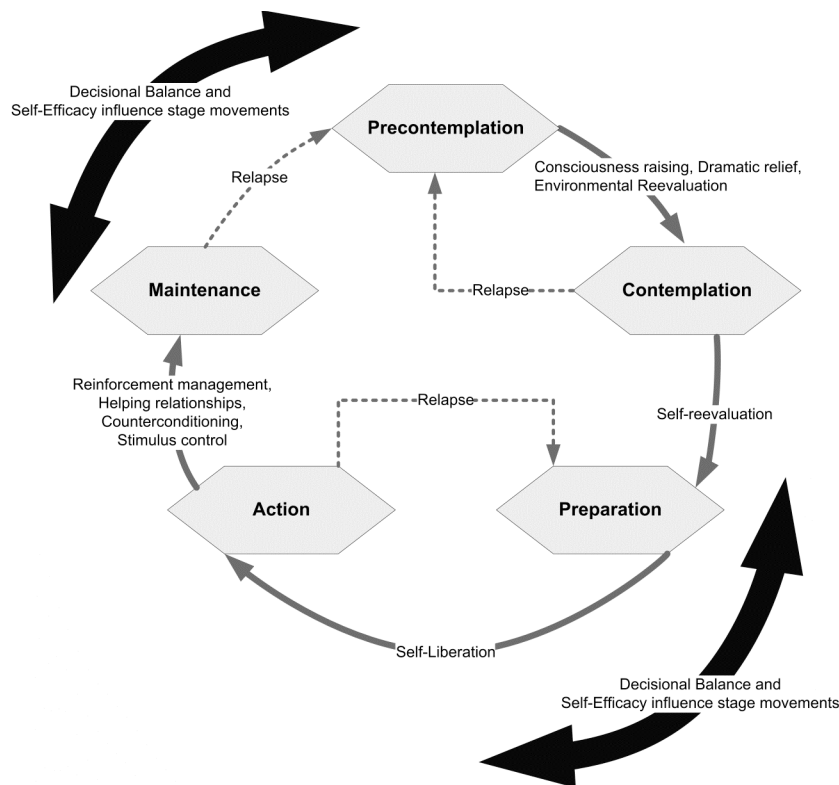 Decisional Balance and
Self-Efficacy influence stage movements
Precontemplation
Relapse
Consciousness raising, Dramatic relief,
Environmental Reevaluation
Maintenance
Relapse
Contemplation
Reinforcement management,
Helping relationships,
Counterconditioning,
Stimulus control
Relapse
Self-reevaluation
Action
Preparation
Self-Liberation
Decisional Balance and
Self-Efficacy influence stage movements